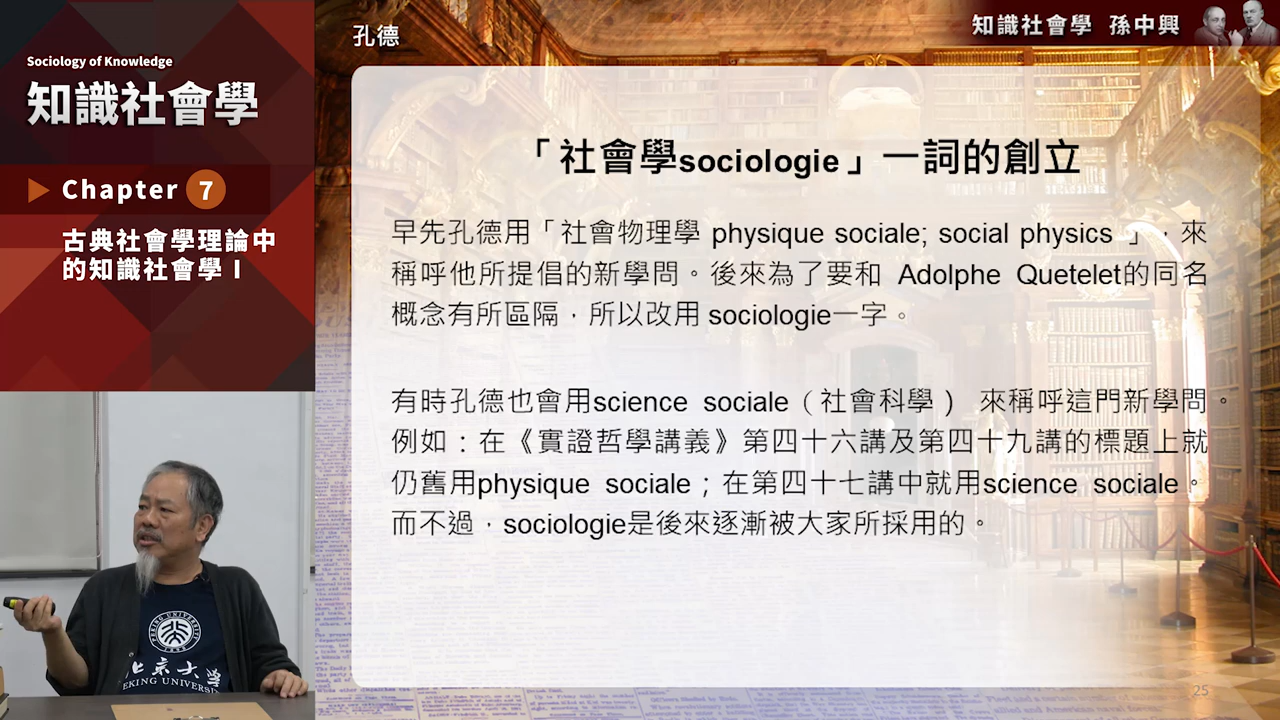 Sociology of Knowledge
知識社會學
Chapter 7
古典社會學理論中
的知識社會學 I
孔德
知識社會學 孫中興
「社會學sociologie」一詞的創立
早先孔德用「社會物理學 physique sociale; social physics 」，來
稱呼他所提倡的新學問。後來為了要和 Adolphe Quetelet的同名
概念有所區隔，所以改用 sociologie一字。
有時孔德也會用science sociale（社會科學） 來稱呼這門新學問。
例如：在《實證哲學講義》第四十六講及第四十九講的標題上就
仍舊用physique sociale；在第四十七講中就用science sociale。
而不過，sociologie是後來逐漸被大家所採用的。
25
PEKING UNIVERSITY
北京大学
PEKING UNIVERSITY